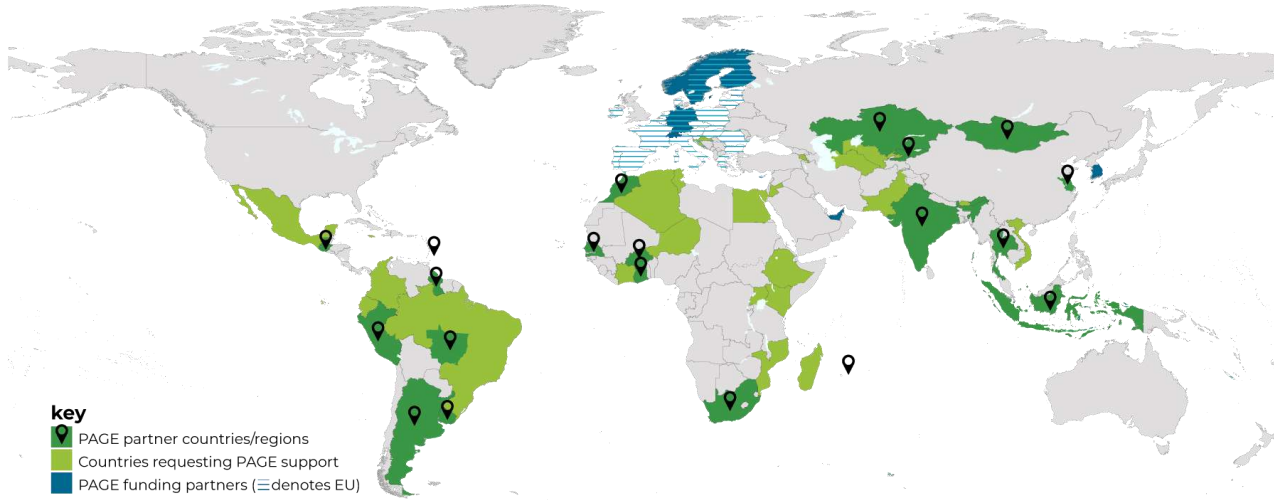 key
PAGE partner countries/regions
Countries requesting PAGE support
PAGE funding partners (denotes EU)